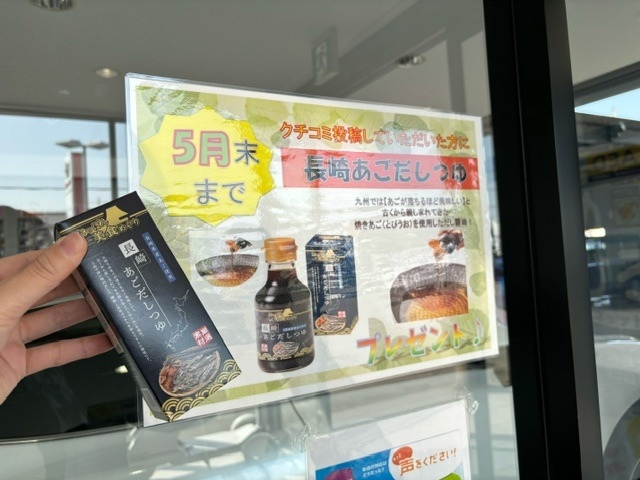 5月末
まで
クチコミ投稿していただいた方に
長崎あごだしつゆ
九州では【あごが落ちるほど美味しい】と
古くから親しまれてきた
焼きあご(とびうお)を使用しただし醤油!
プレゼント♪
長崎
あごだしつゆ
長崎
あごだしつゆ
声をください!